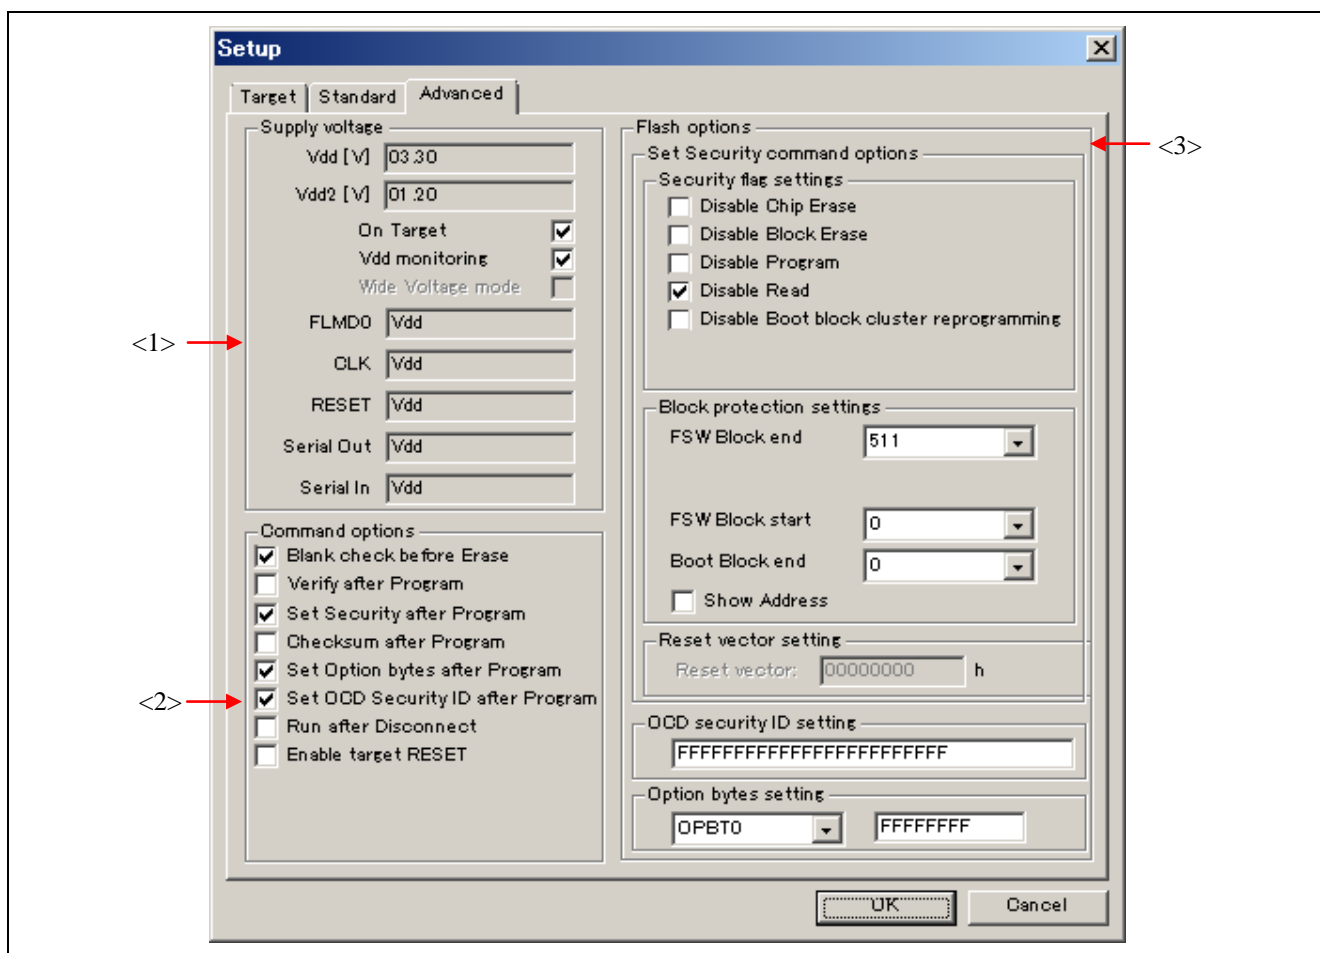 Setup
Target Standard Advanced
Supply voltage
Vdd [V] 03.30
Vdd2 [V] 01.20
On Target
Vdd monitoring
Wide Voltage mode
FLMD0 Vdd
CLK Vdd
RESET Vdd
Serial Out Vdd
Serial In Vdd
<1>
Command options
Blank check before Erase
Verify after Program
Set Security after Program
Checksum after Program
Set Option bytes after Program
Set OCD Security ID after Program
Run after Disconnect
Enable target RESET
<2>
Flash options
<3>
Set Security command options
Security flag settings
Disable Chip Erase
Disable Block Erase
Disable Program
Disable Read
Disable Boot block cluster reprogramming
Block protection settings
FSW Block end 511
FSW Block start 0
Boot Block end 0
Show Address
Reset vector setting
Reset vector: 00000000 h
OCD security ID setting
FFFFFFFFFFFFFFFFFFFFFFFF
Option bytes setting
OPBT0 FFFFFFFF
OK Cancel